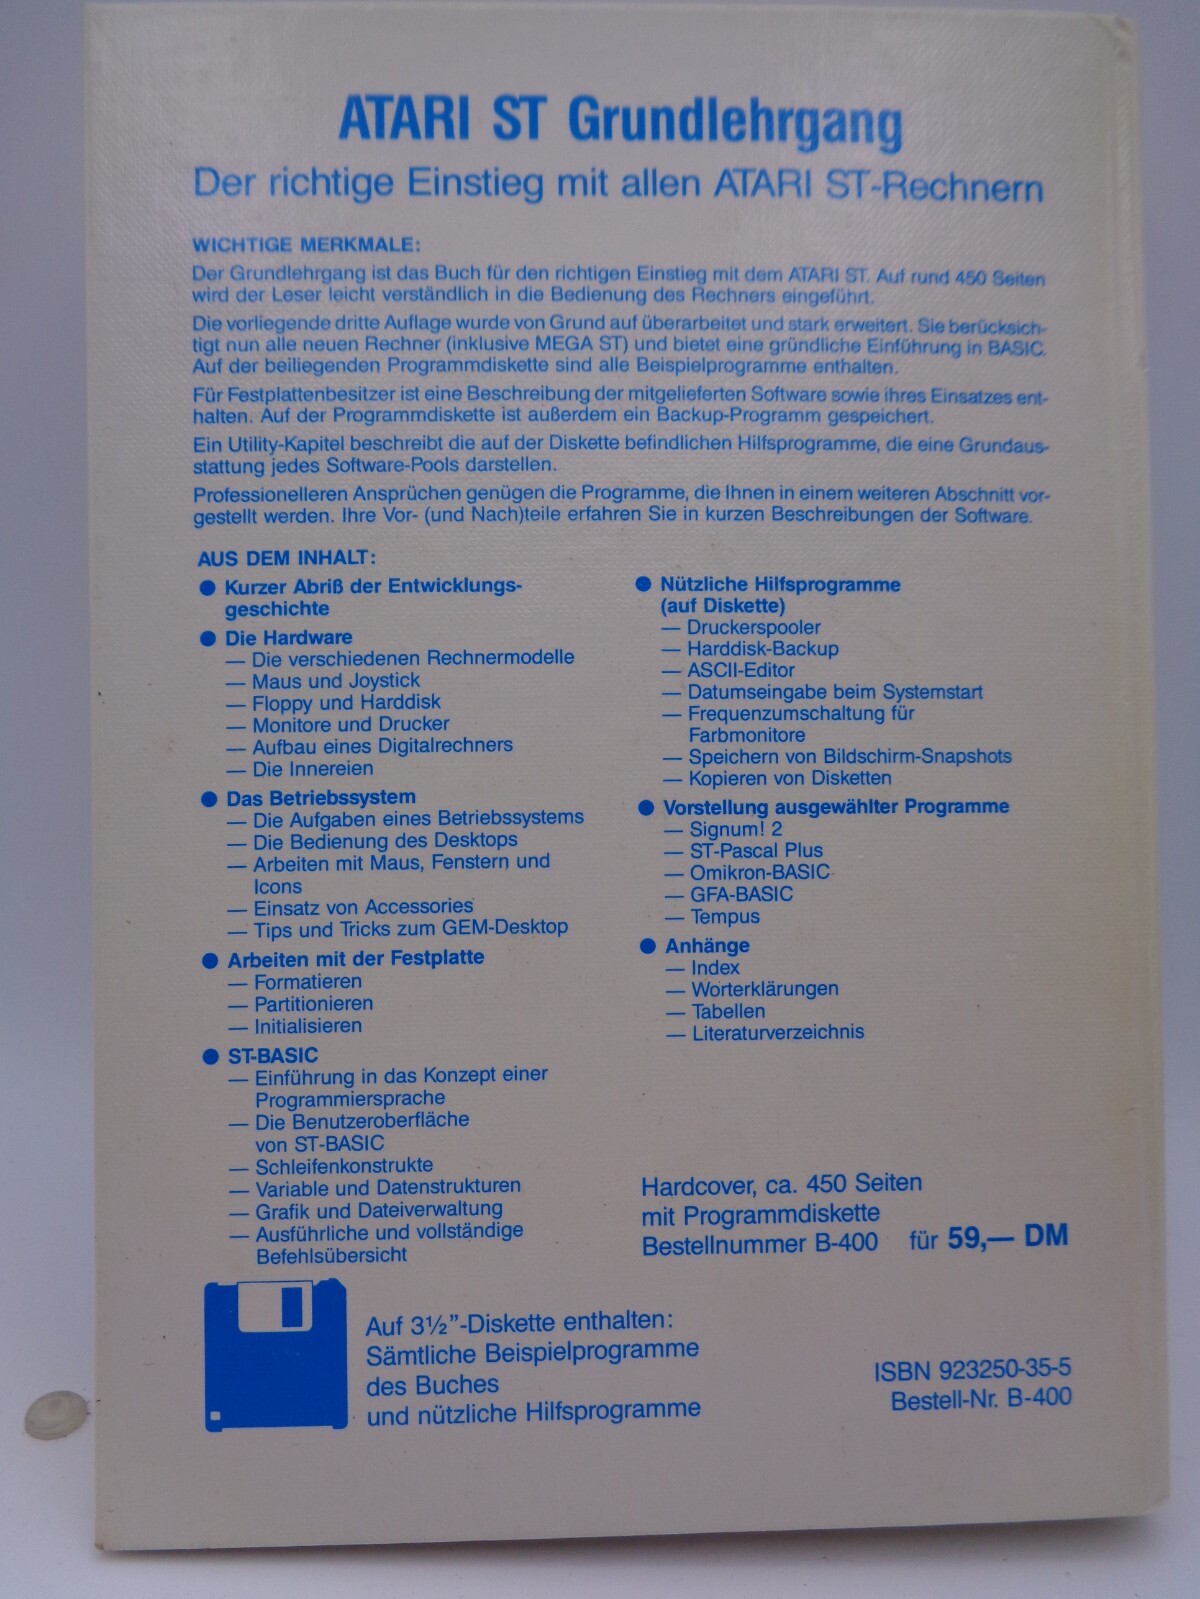 ATARI ST Grundlehrgang
Der richtige Einstieg mit allen ATARI ST-Rechnern
WICHTIGE MERKMALE:
Der Grundlehrgang ist das Buch für den richtigen Einstieg mit dem ATARI ST. Auf rund 450 Seiten
wird der Leser leicht verständlich in die Bedienung des Rechners eingeführt.
Die vorliegende dritte Auflage wurde von Grund auf überarbeitet und stark erweitert. Sie berücksich-
tigt nun alle neuen Rechner (inklusive MEGA ST) und bietet eine gründliche Einführung in BASIC.
Auf der beiliegenden Programmdiskette sind alle Beispielprogramme enthalten.
Für Festplattenbesitzer ist eine Beschreibung der mitgelieferten Software sowie ihres Einsatzes ent-
halten. Auf der Programmdiskette ist außerdem ein Backup-Programm gespeichert.
Ein Utility-Kapitel beschreibt die auf der Diskette befindlichen Hilfsprogramme, die eine Grundaus-
stattung jedes Software-Pools darstellen.
Professionelleren Ansprüchen genügen die Programme, die Ihnen in einem weiteren Abschnitt vor-
gestellt werden. Ihre Vor- (und Nach)teile erfahren Sie in kurzen Beschreibungen der Software.
AUS DEM INHALT:
● Kurzer Abriß der Entwicklungs-
geschichte
● Die Hardware
— Die verschiedenen Rechnermodelle
— Maus und Joystick
— Floppy und Harddisk
— Monitore und Drucker
— Aufbau eines Digitalrechners
— Die Innereien
● Das Betriebssystem
— Die Aufgaben eines Betriebssystems
— Die Bedienung des Desktops
— Arbeiten mit Maus, Fenstern und
Icons
— Einsatz von Accessories
— Tips und Tricks zum GEM-Desktop
● Arbeiten mit der Festplatte
— Formatieren
— Partitionieren
— Initialisieren
● ST-BASIC
— Einführung in das Konzept einer
Programmiersprache
— Die Benutzeroberfläche
von ST-BASIC
— Schleifenkonstrukte
— Variable und Datenstrukturen
— Grafik und Dateiverwaltung
— Ausführliche und vollständige
Befehlsübersicht
● Nützliche Hilfsprogramme
(auf Diskette)
— Druckerspooler
— Harddisk-Backup
— ASCII-Editor
— Datumseingabe beim Systemstart
— Frequenzumschaltung für
Farbmonitore
— Speichern von Bildschirm-Snapshots
— Kopieren von Disketten
● Vorstellung ausgewählter Programme
— Signum! 2
— ST-Pascal Plus
— Omikron-BASIC
— GFA-BASIC
— Tempus
● Anhänge
— Index
— Worterklärungen
— Tabellen
— Literaturverzeichnis
Hardcover, ca. 450 Seiten
mit Programmdiskette
Bestellnummer B-400 für 59,— DM
Auf 3½”-Diskette enthalten:
Sämtliche Beispielprogramme
des Buches
und nützliche Hilfsprogramme
ISBN 923250-35-5
Bestell-Nr. B-400